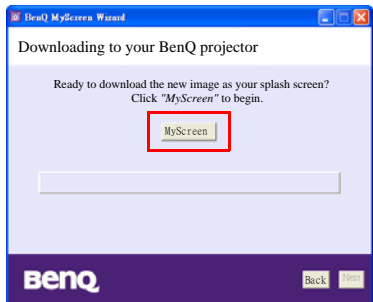 BenQ MyScreen Wizard
Downloading to your BenQ projector
Ready to download the new image as your splash screen?
Click "MyScreen" to begin.
MyScreen
BenQ
Back Next